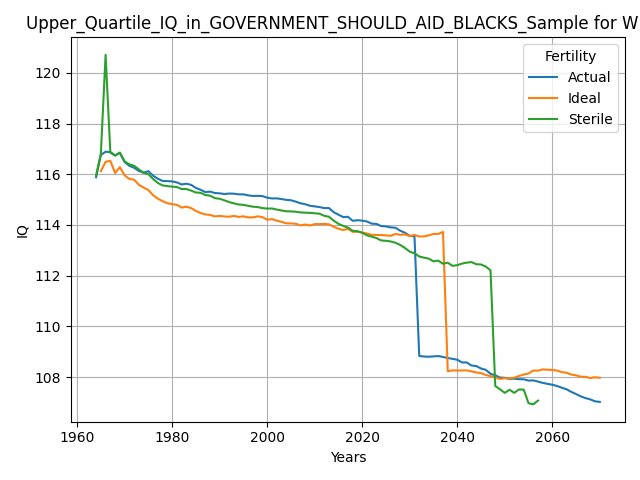 Upper_Quartile_IQ_in_GOVERNMENT_SHOULD_AID_BLACKS_Sample for W
Fertility
Actual
Ideal
Sterile
IQ
120
118
116
114
112
110
108
1960
1980
2000
2020
2040
2060
Years